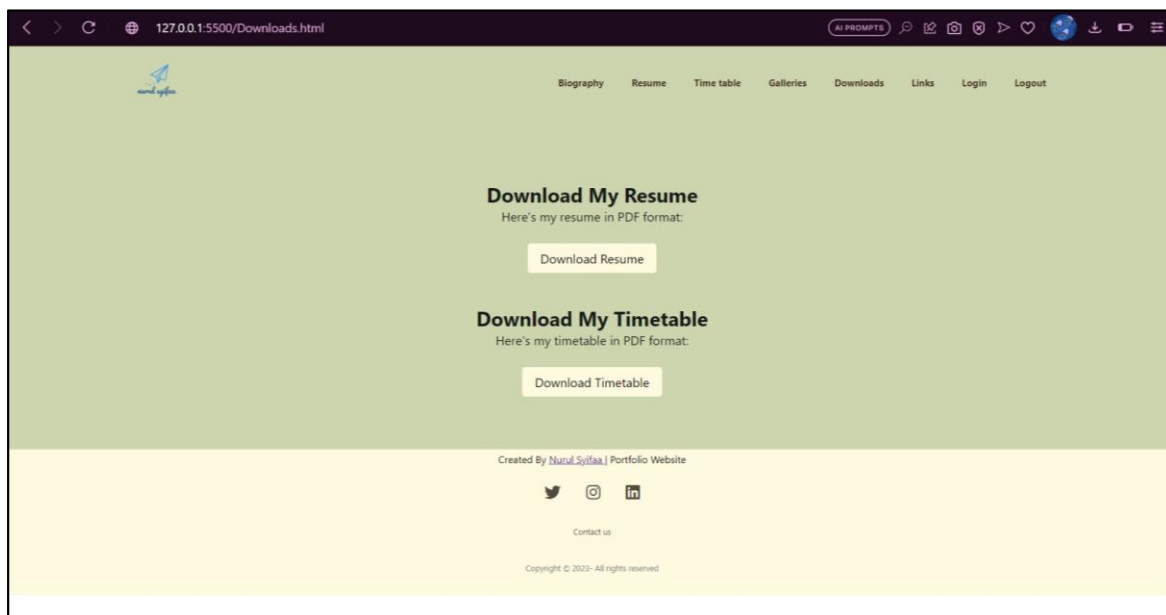 127.0.0.1:5500/Downloads.html AI PROMPTS
nurul syifaa
Biography Resume Time table Galleries Downloads Links Login Logout
Download My Resume
Here's my resume in PDF format:
Download Resume
Download My Timetable
Here's my timetable in PDF format:
Download Timetable
Created By Nurul Syifaa | Portfolio Website
Contact us
Copyright © 2023- All rights reserved